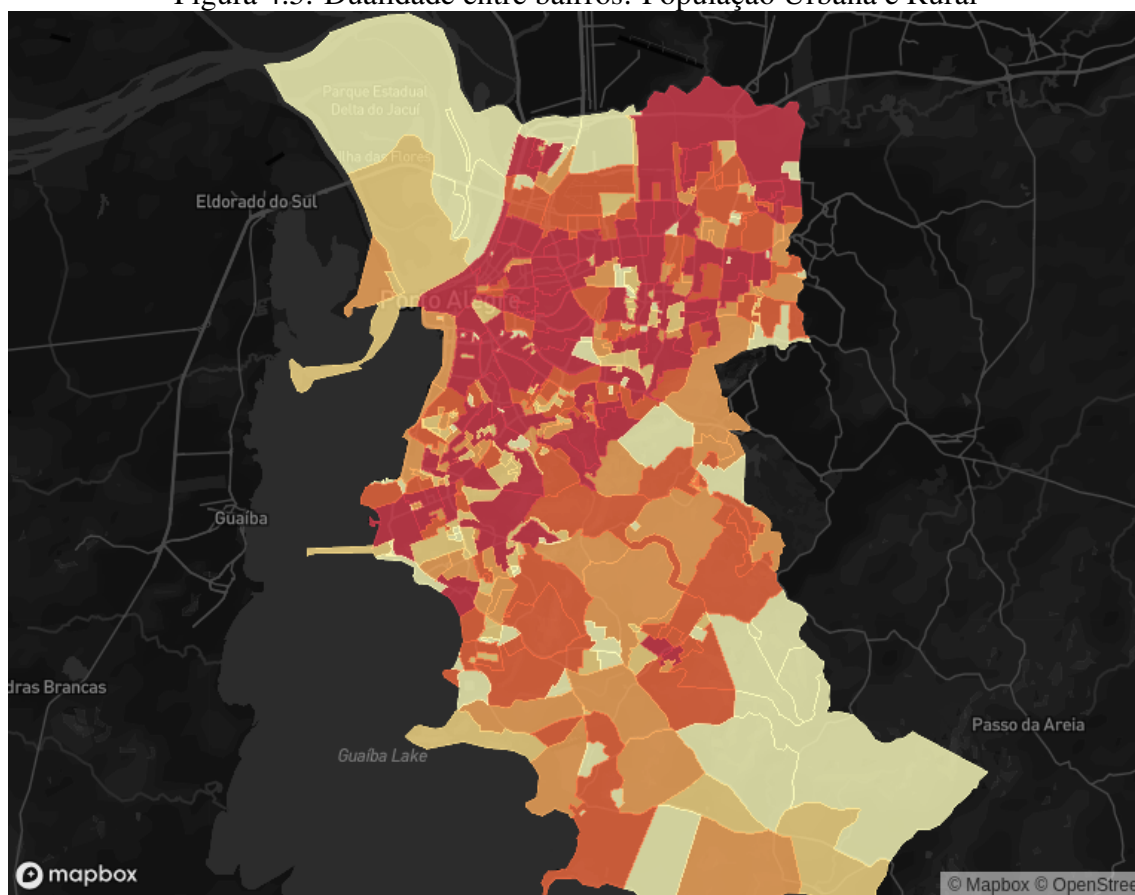 Figura 4.5: Dualidade entre bairros: População Urbana e Rural
Parque Estadual
Delta do Jacuí
Ilha das Flores
Eldorado do Sul
Porto Alegre
Guaíba
dras Brancas
Passo da Areia
Guaíba Lake
mapbox
© Mapbox © OpenStree